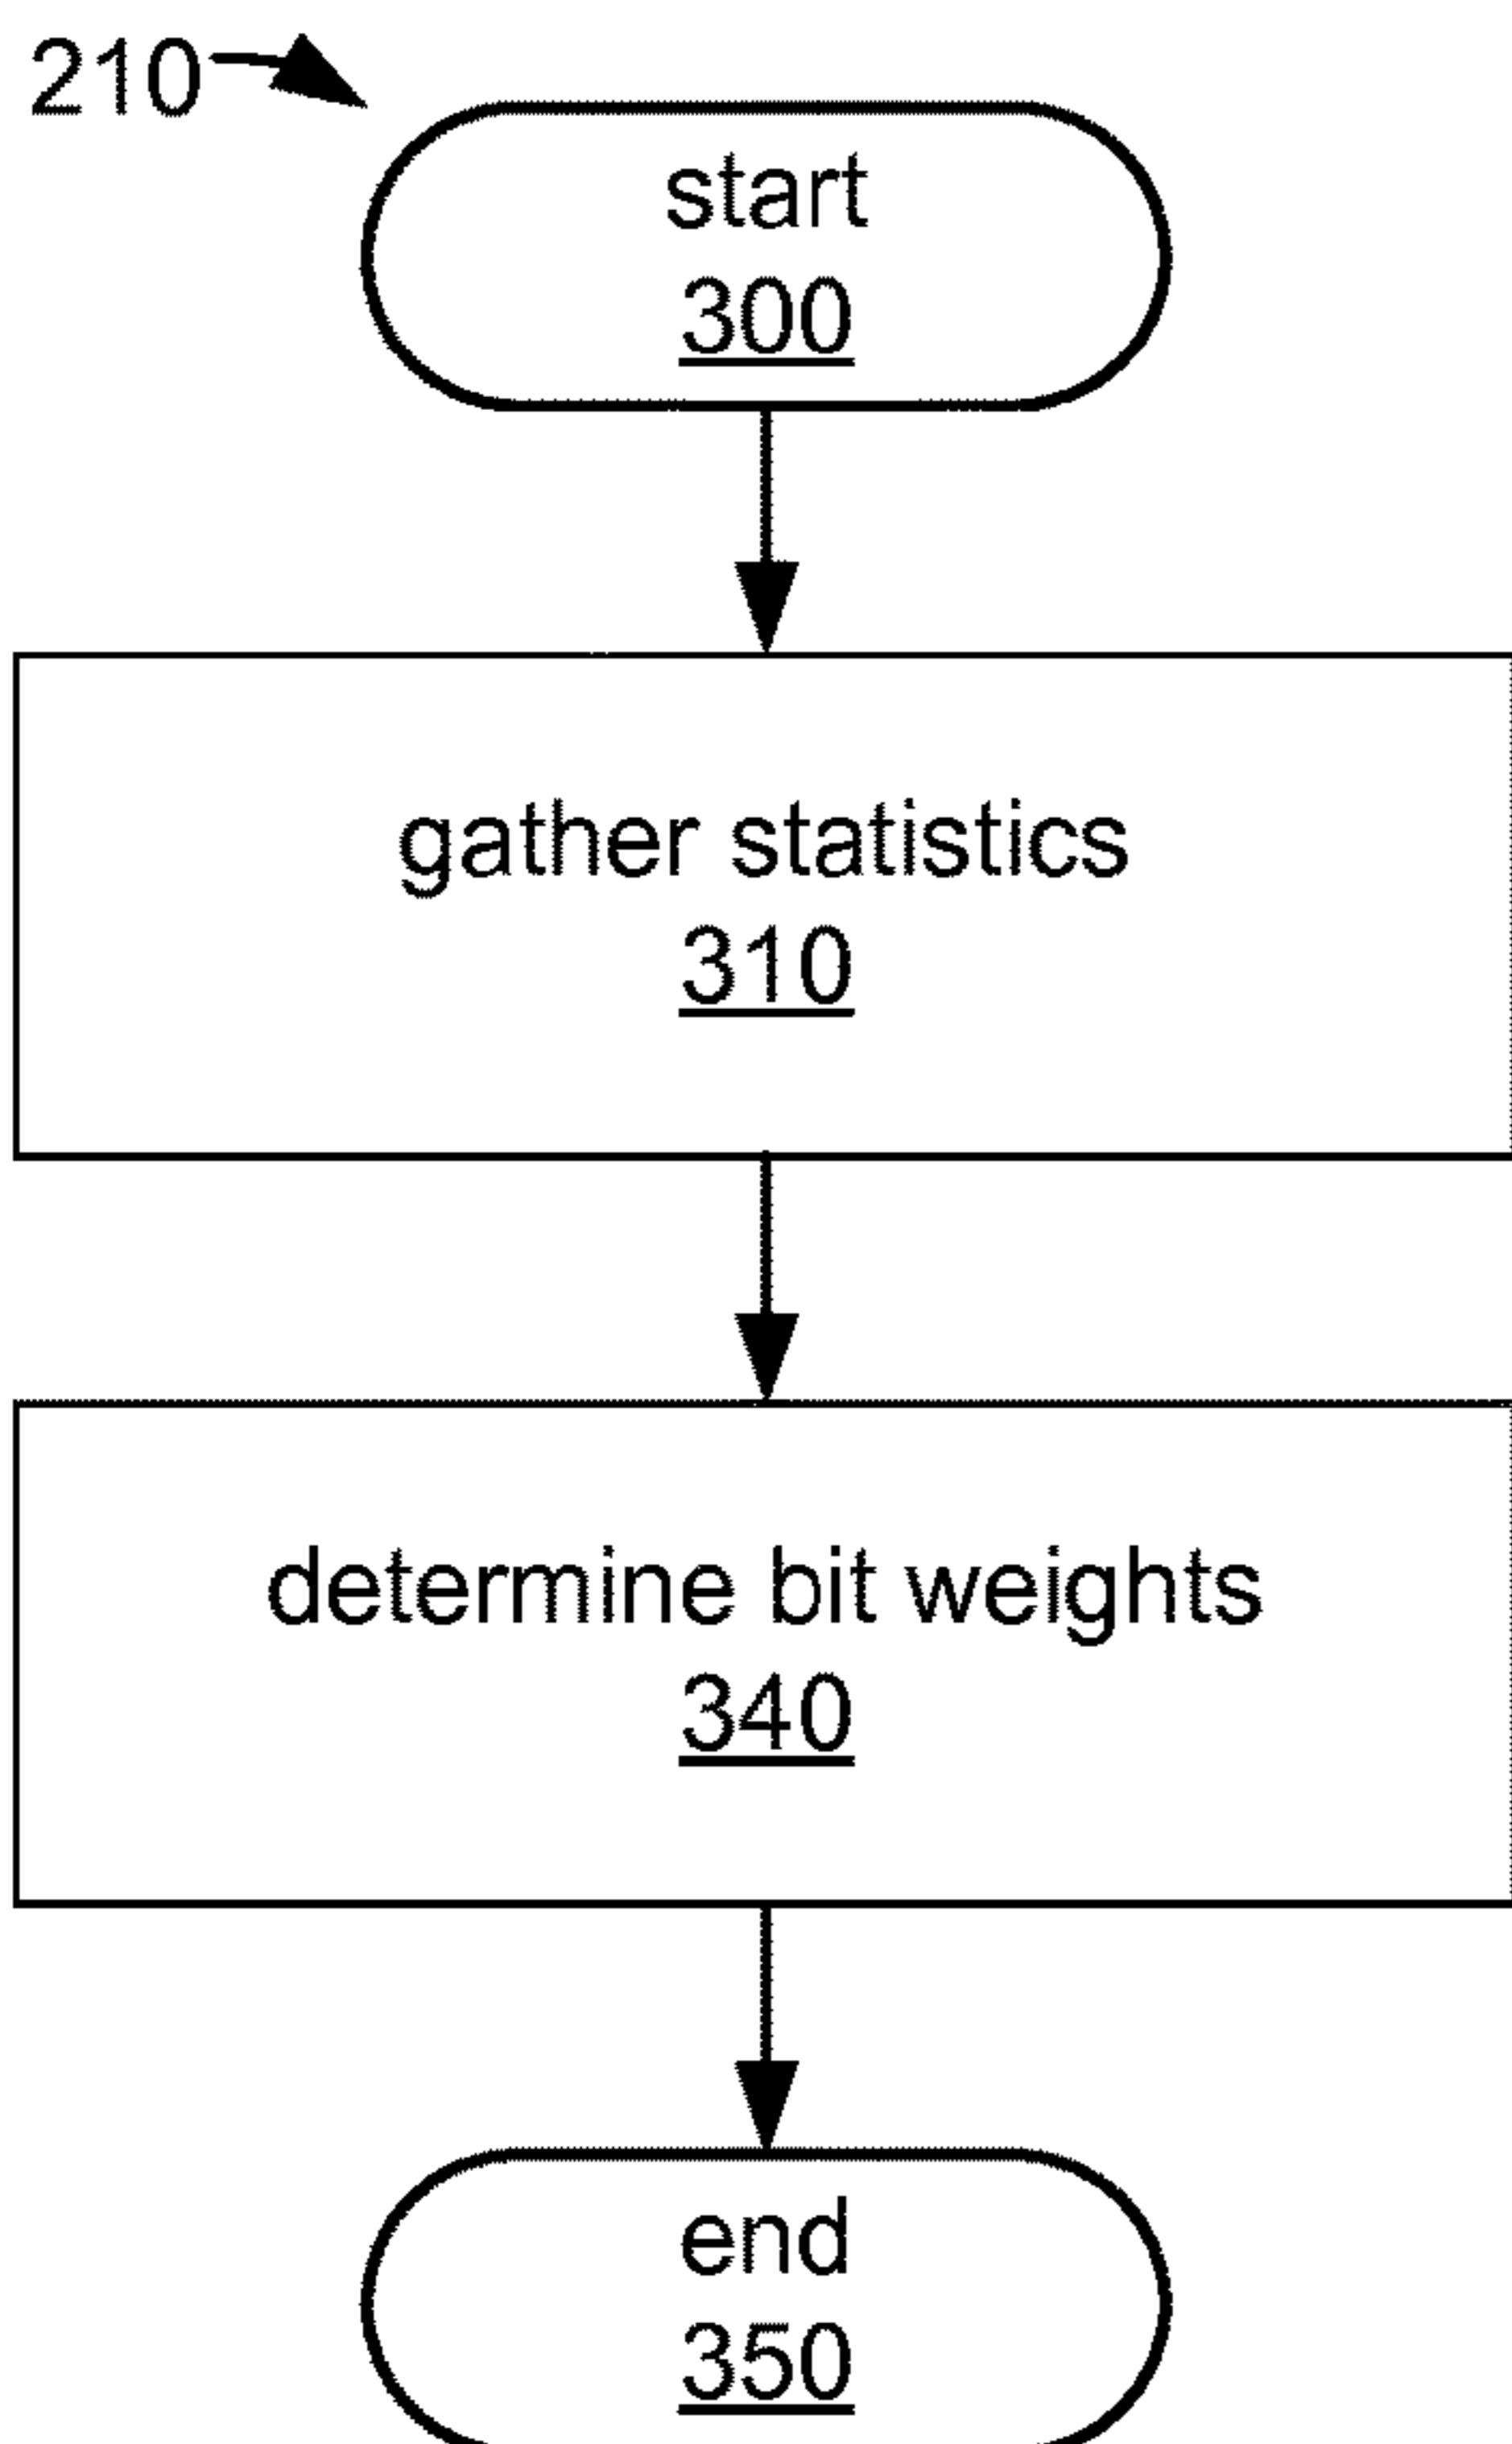 210
start
300
gather statistics
310
determine bit weights
340
end
350